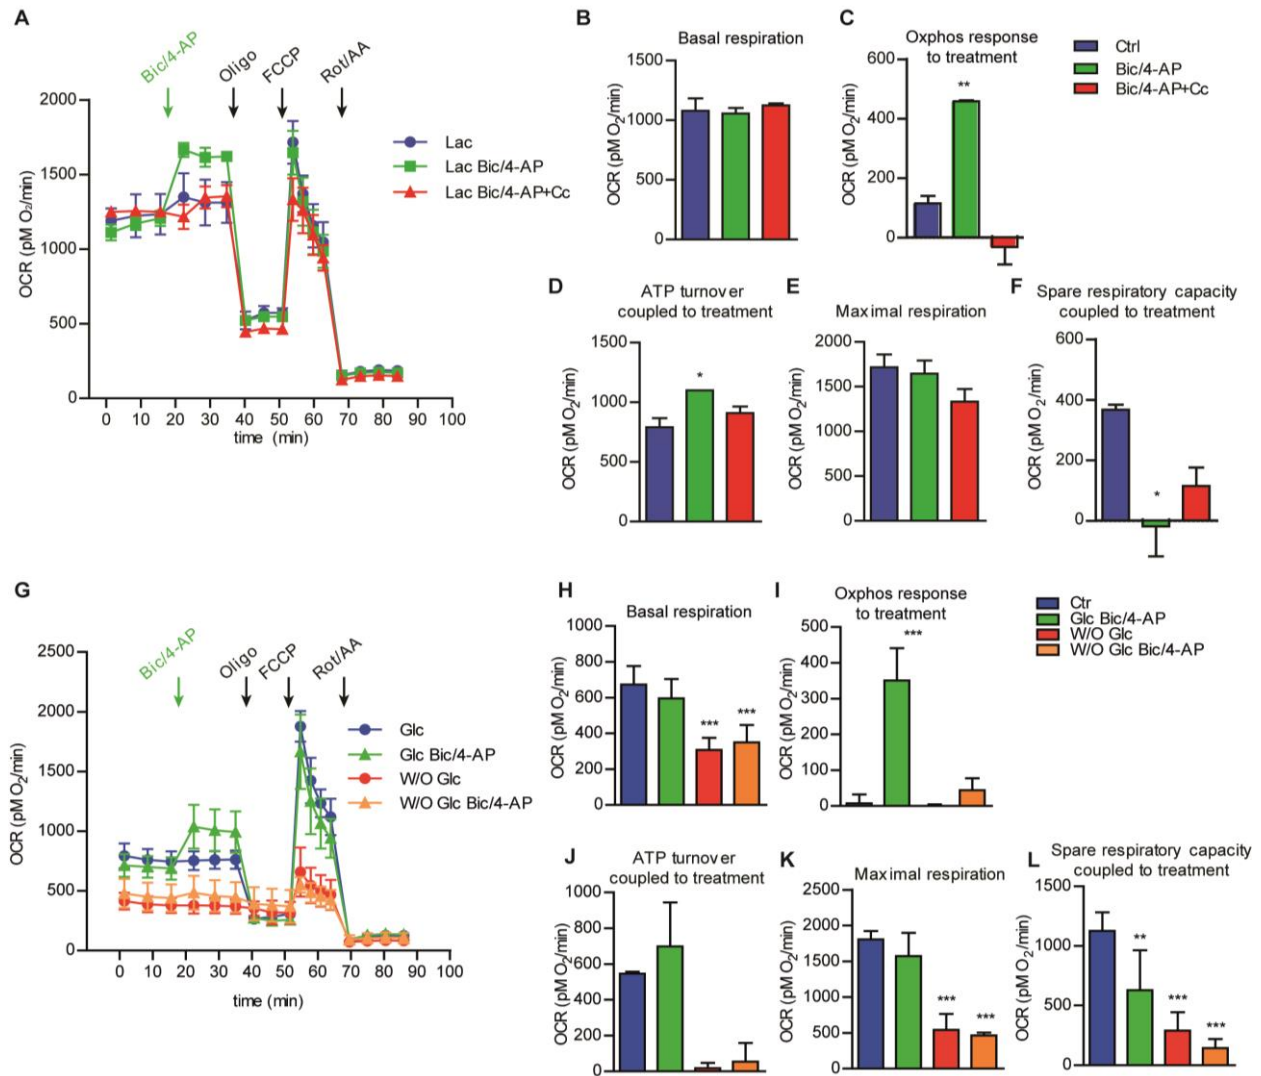 A
Bic/4-AP
Oligo
FCCP
Rot/AA
2000
1500
1000
500
0
OCR (pM O₂/min)
0 10 20 30 40 50 60 70 80 90 100
time (min)
Lac
Lac Bic/4-AP
Lac Bic/4-AP+Cc
B
Basal respiration
1500
1000
500
0
OCR (pM O₂/min)
C
Oxphos response
to treatment
600
400
200
0
OCR (pM O₂/min)
**
Ctrl
Bic/4-AP
Bic/4-AP+Cc
D
ATP turnover
coupled to treatment
1500
1000
500
0
OCR (pM O₂/min)
*
E
Maximal respiration
2000
1500
1000
500
0
OCR (pM O₂/min)
F
Spare respiratory capacity
coupled to treatment
600
400
200
0
OCR (pM O₂/min)
*
G
Bic/4-AP
Oligo
FCCP
Rot/AA
2500
2000
1500
1000
500
0
OCR (pM O₂/min)
0 10 20 30 40 50 60 70 80 90 100
time (min)
Glc
Glc Bic/4-AP
W/O Glc
W/O Glc Bic/4-AP
H
Basal respiration
1000
800
600
400
200
0
OCR (pM O₂/min)
***
***
I
Oxphos response
to treatment
500
400
300
200
100
0
OCR (pM O₂/min)
***
Ctr
Glc Bic/4-AP
W/O Glc
W/O Glc Bic/4-AP
J
ATP turnover
coupled to treatment
1000
800
600
400
200
0
OCR (pM O₂/min)
K
Maximal respiration
2500
2000
1500
1000
500
0
OCR (pM O₂/min)
***
***
L
Spare respiratory capacity
coupled to treatment
1500
1000
500
0
OCR (pM O₂/min)
**
***
***